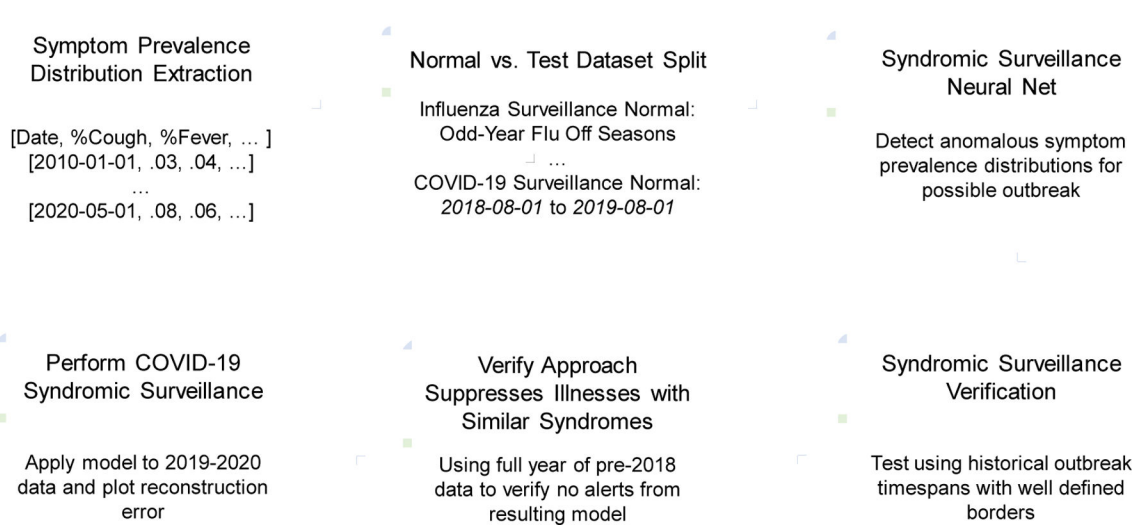 Symptom Prevalence
Distribution Extraction
[Date, %Cough, %Fever, … ]
[2010-01-01, .03, .04, …]
…
[2020-05-01, .08, .06, …]
Normal vs. Test Dataset Split
Influenza Surveillance Normal:
Odd-Year Flu Off Seasons
…
COVID-19 Surveillance Normal:
2018-08-01 to 2019-08-01
Syndromic Surveillance
Neural Net
Detect anomalous symptom
prevalence distributions for
possible outbreak
Perform COVID-19
Syndromic Surveillance
Apply model to 2019-2020
data and plot reconstruction
error
Verify Approach
Suppresses Illnesses with
Similar Syndromes
Using full year of pre-2018
data to verify no alerts from
resulting model
Syndromic Surveillance
Verification
Test using historical outbreak
timespans with well defined
borders